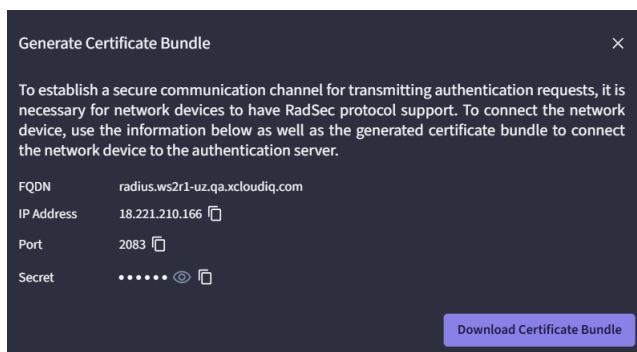 Generate Certificate Bundle
To establish a secure communication channel for transmitting authentication requests, it is
necessary for network devices to have RadSec protocol support. To connect the network
device, use the information below as well as the generated certificate bundle to connect
the network device to the authentication server.
FQDN radius.ws2r1-uz.qa.xcloudiq.com
IP Address 18.221.210.166
Port 2083
Secret ••••••
Download Certificate Bundle